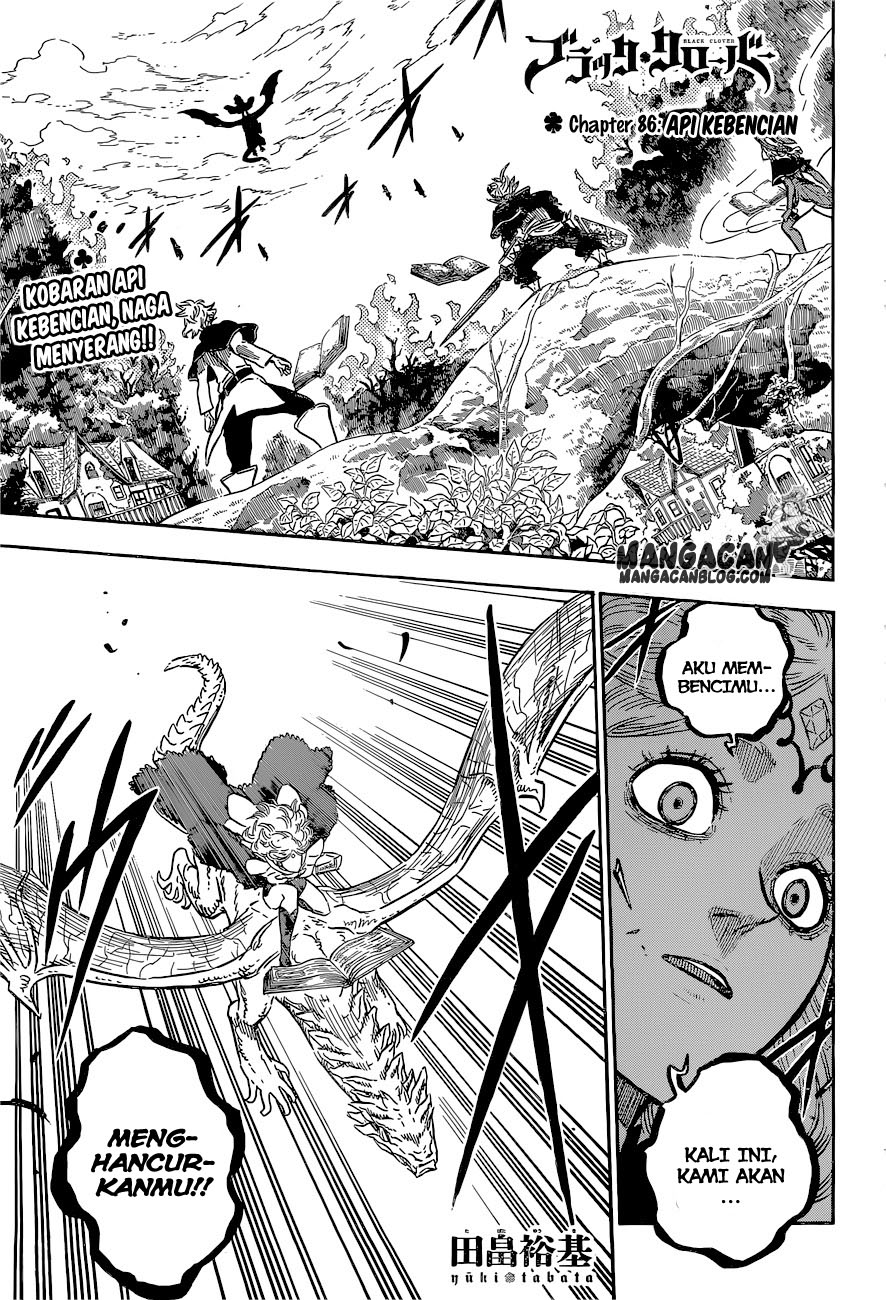 ブラック・クローバー
BLACK CLOVER
Chapter 86: API KEBENCIAN
KOBARAN API
KEBENCIAN, NAGA
MENYERANG!!
MANGACAN
MANGACANBLOG.COM
AKU MEM-
BENCIMU...
KALI INI,
KAMI AKAN
...
MENG-
HANCUR-
KANMU!!
田畠裕基
yūki tabata